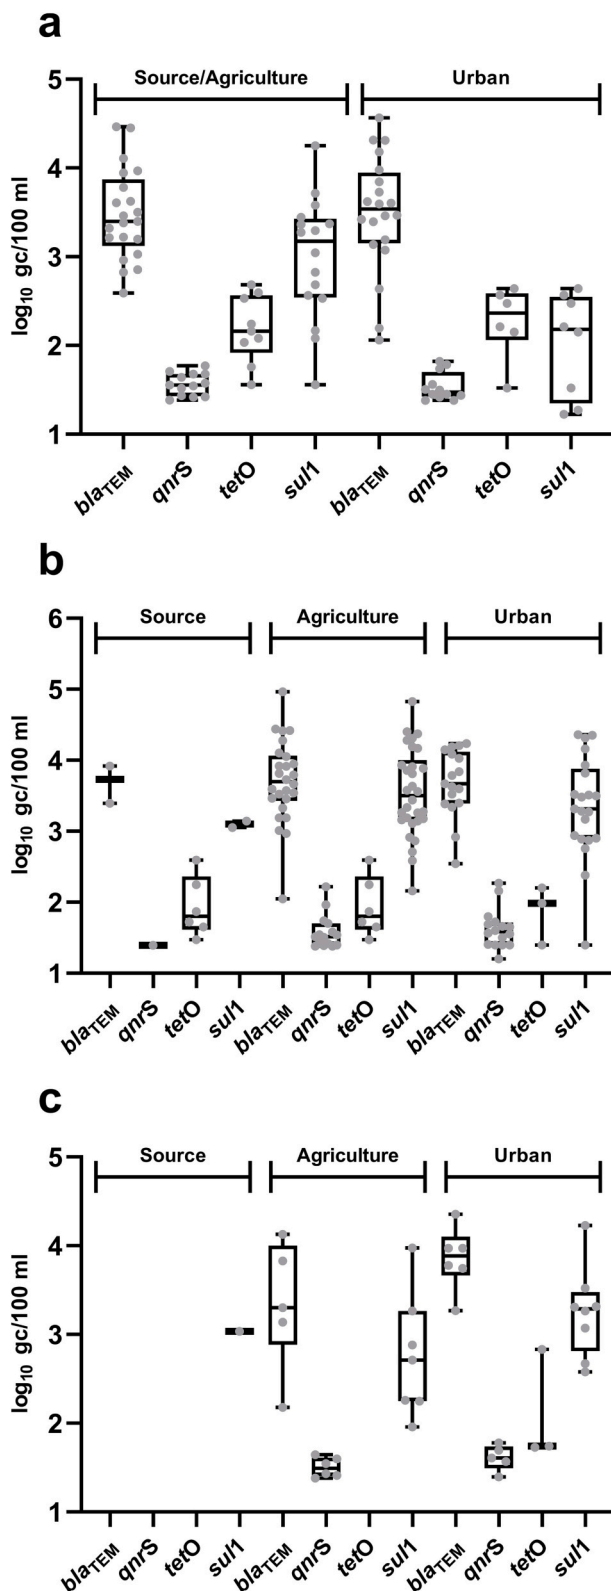 a
Source/Agriculture Urban
log10 gc/100 ml
5
4
3
2
1
blaTEM qnrS tetO sul1 blaTEM qnrS tetO sul1
b
Source Agriculture Urban
log10 gc/100 ml
6
5
4
3
2
1
blaTEM qnrS tetO sul1 blaTEM qnrS tetO sul1 blaTEM qnrS tetO sul1
c
Source Agriculture Urban
log10 gc/100 ml
5
4
3
2
1
blaTEM qnrS tetO sul1 blaTEM qnrS tetO sul1 blaTEM qnrS tetO sul1